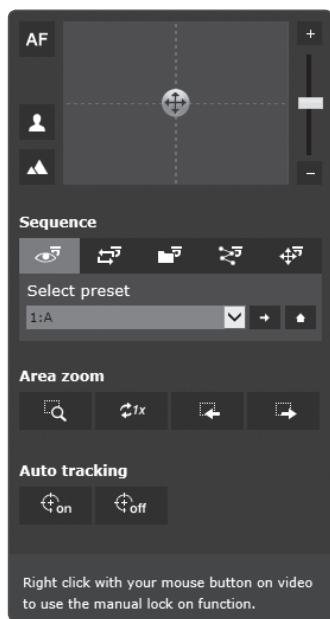 AF
+
−
Sequence
Select preset
1:A
Area zoom
1x
Auto tracking
on off
Right click with your mouse button on video
to use the manual lock on function.